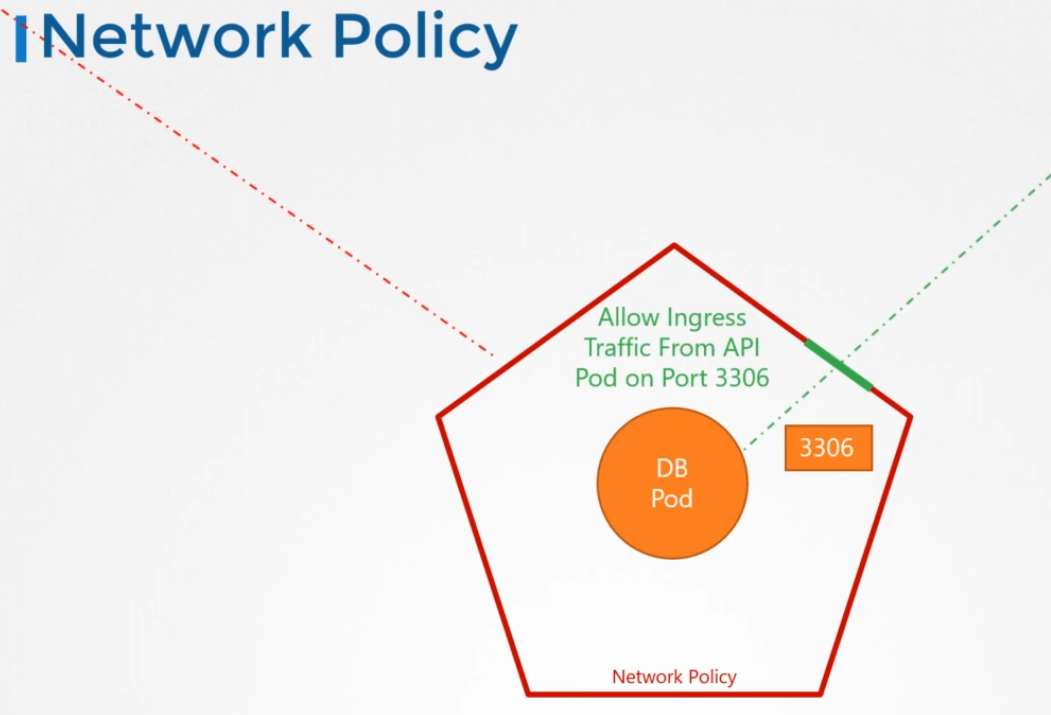 Network Policy
Allow Ingress
Traffic From API
Pod on Port 3306
3306
DB
Pod
Network Policy